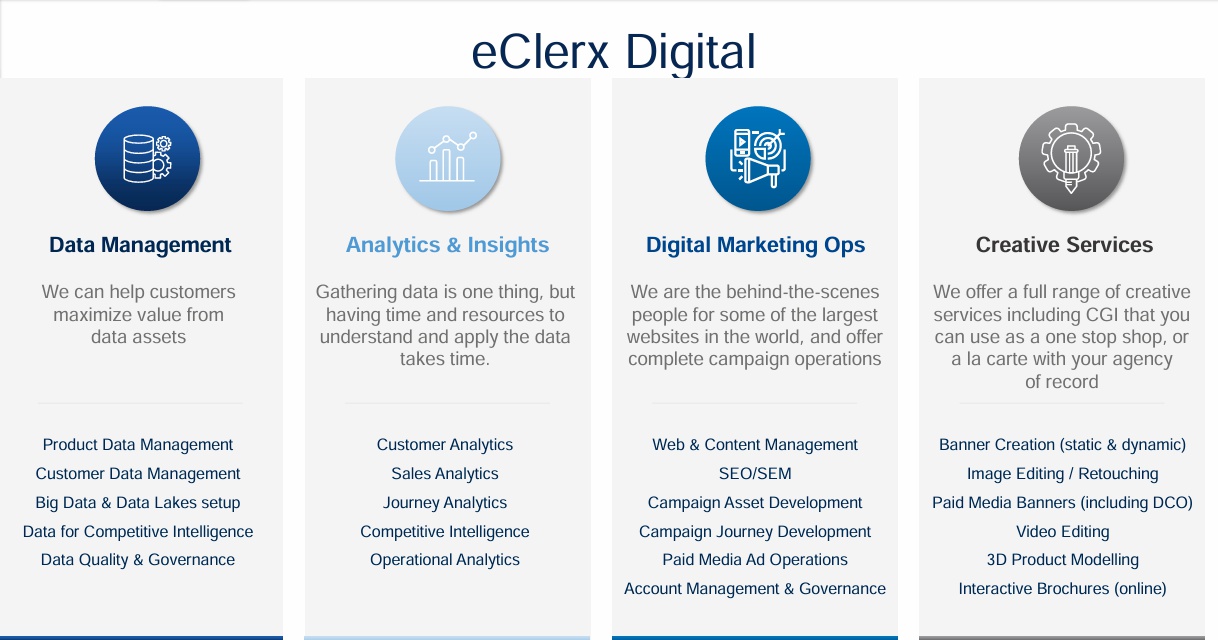 eClerx Digital
Data Management
We can help customers
maximize value from
data assets
Product Data Management
Customer Data Management
Big Data & Data Lakes setup
Data for Competitive Intelligence
Data Quality & Governance
Analytics & Insights
Gathering data is one thing, but
having time and resources to
understand and apply the data
takes time.
Customer Analytics
Sales Analytics
Journey Analytics
Competitive Intelligence
Operational Analytics
Digital Marketing Ops
We are the behind-the-scenes
people for some of the largest
websites in the world, and offer
complete campaign operations
Web & Content Management
SEO/SEM
Campaign Asset Development
Campaign Journey Development
Paid Media Ad Operations
Account Management & Governance
Creative Services
We offer a full range of creative
services including CGI that you
can use as a one stop shop, or
a la carte with your agency
of record
Banner Creation (static & dynamic)
Image Editing / Retouching
Paid Media Banners (including DCO)
Video Editing
3D Product Modelling
Interactive Brochures (online)